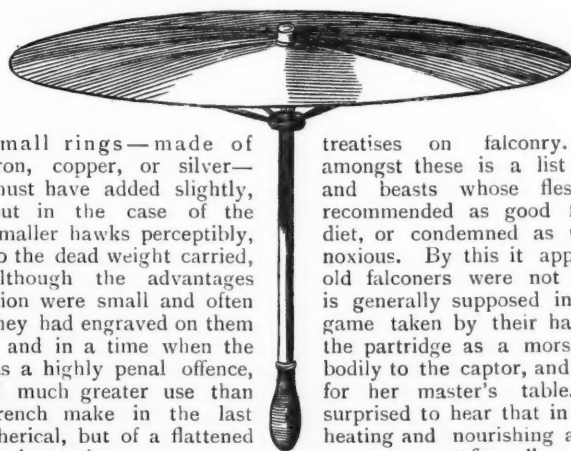 small rings—made of
iron, copper, or silver—
must have added slightly,
but in the case of the
smaller hawks perceptibly,
to the dead weight carried,
although the advantages
tion were small and often
they had engraved on them
and in a time when the
as a highly penal offence,
much greater use than
French make in the last
herical, but of a flattened
treatises on falconry.
amongst these is a list
and beasts whose fles
recommended as good
diet, or condemned as
noxious. By this it app
old falconers were not
is generally supposed in
game taken by their ha
the partridge as a mors
bodily to the captor, and
for her master's table.
surprised to hear that in
heating and nourishing a